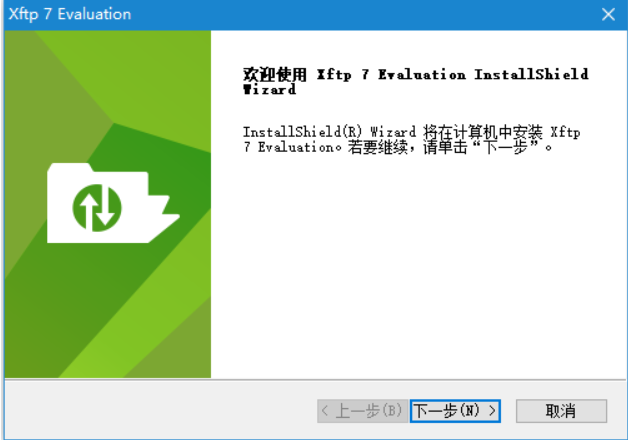 Xftp 7 Evaluation
欢迎使用 Xftp 7 Evaluation InstallShield
Wizard
InstallShield(R) Wizard 将在计算机中安装 Xftp
7 Evaluation。若要继续，请单击“下一步”。
< 上一步(B)
下一步(N) >
取消